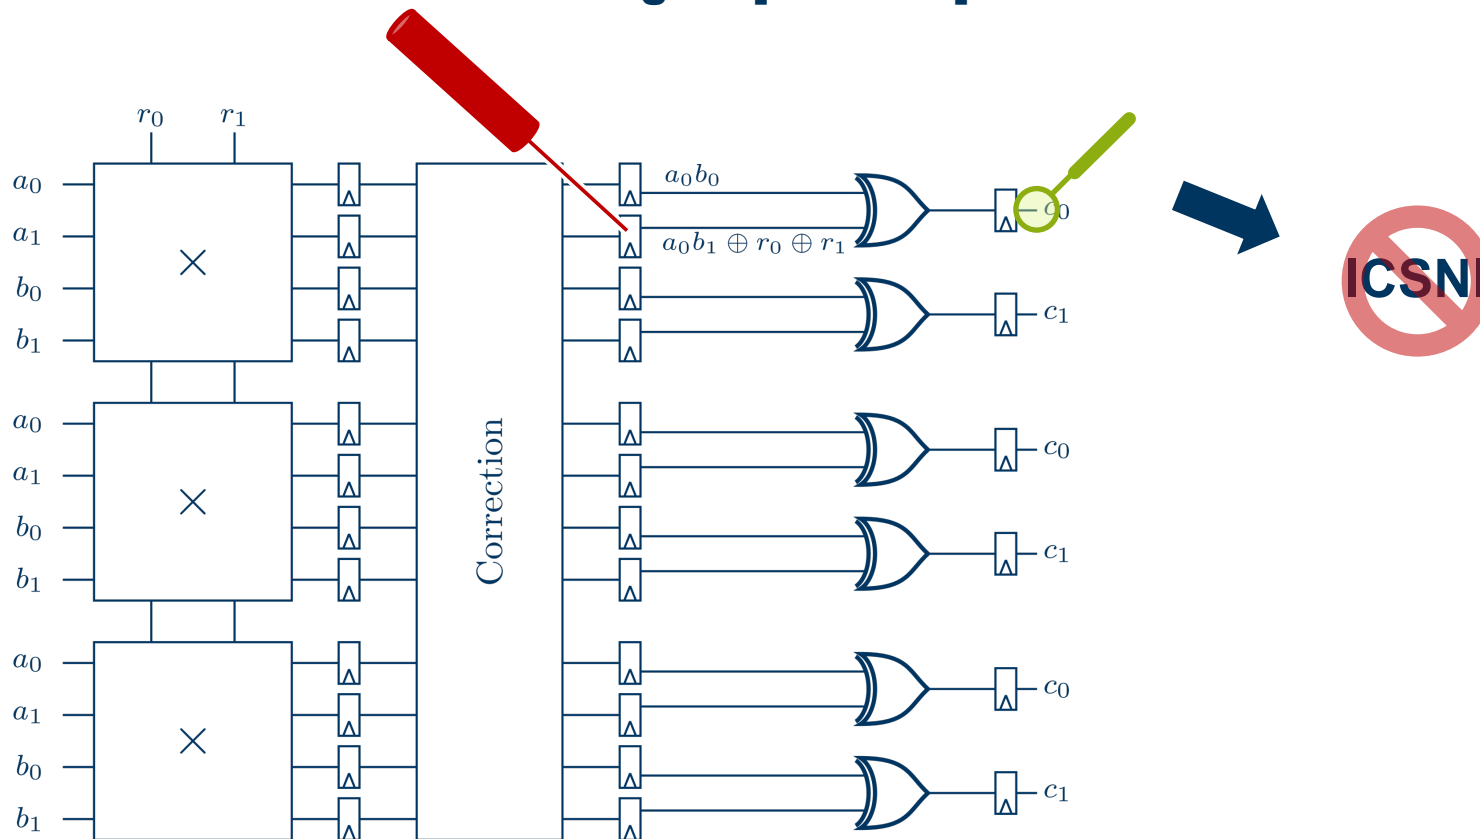 r₀ r₁
a₀
a₁
b₀
b₁
×
a₀b₀
a₀b₁ ⊕ r₀ ⊕ r₁
c₀
c₁
a₀
a₁
b₀
b₁
×
Correction
c₀
c₁
a₀
a₁
b₀
b₁
×
c₀
c₁